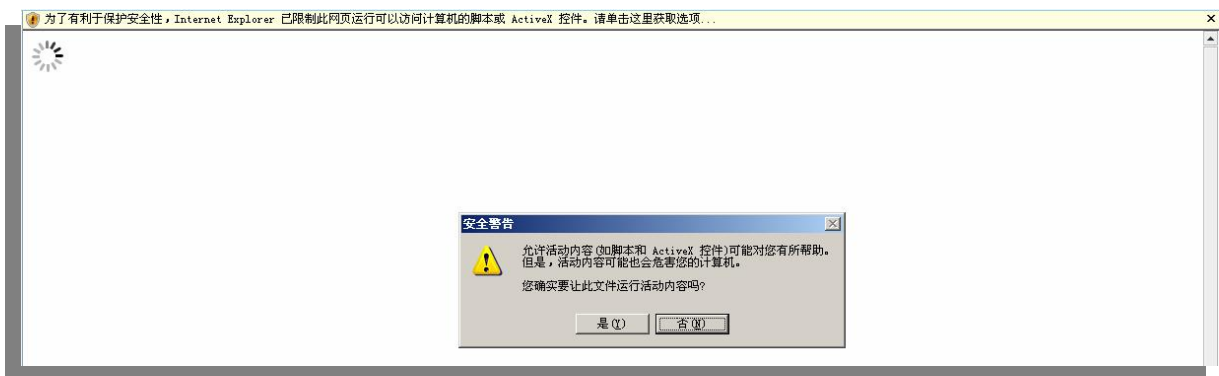 为了有利于保护安全性，Internet Explorer 已限制此网页运行可以访问计算机的脚本或 ActiveX 控件。请单击这里获取选项...
安全警告
允许活动内容(如脚本和 ActiveX 控件)可能对您有所帮助。
但是，活动内容可能也会危害您的计算机。
您确实要让此文件运行活动内容吗?
是(Y) 否(N)